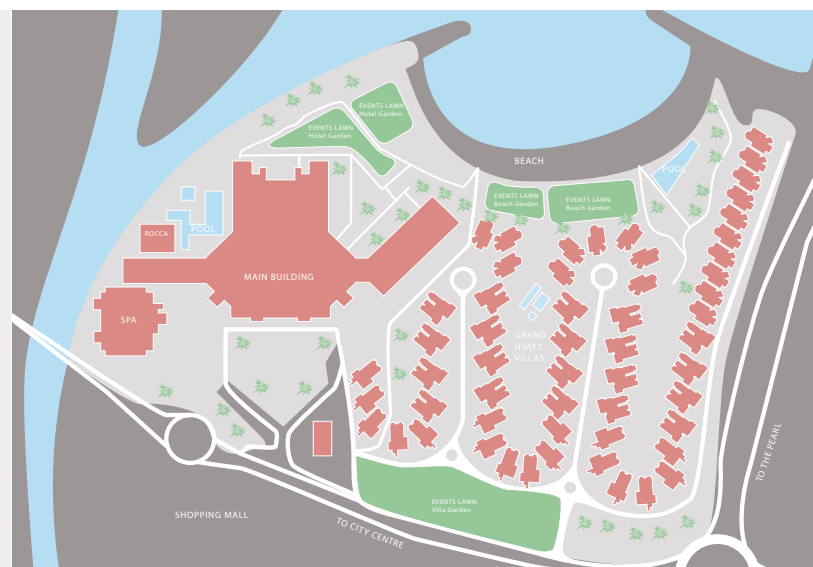 EVENTS LAWN
Hotel Garden
EVENTS LAWN
Hotel Garden
BEACH
POOL
EVENTS LAWN
Beach Garden
EVENTS LAWN
Beach Garden
POOL
ROCCA
MAIN BUILDING
SPA
GRAND
HYATT
VILLAS
TO THE PEARL
EVENTS LAWN
Villa Garden
SHOPPING MALL
TO CITY CENTRE